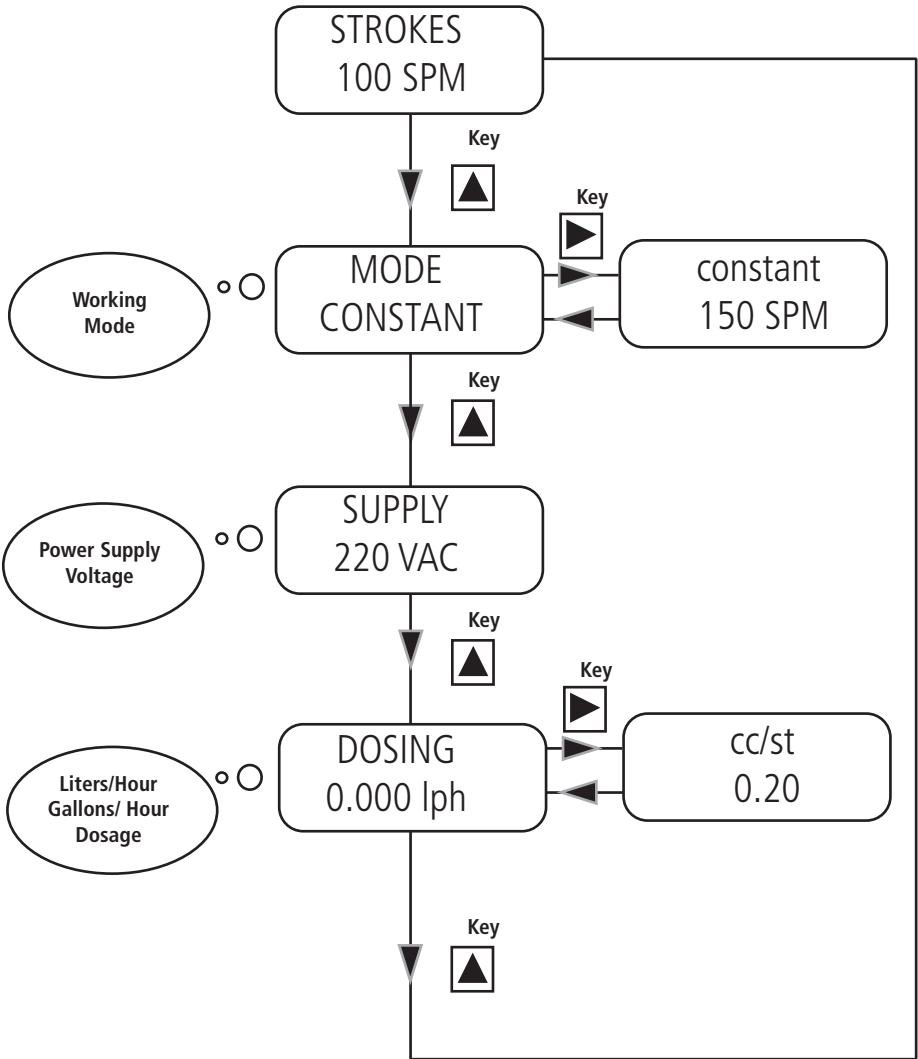 STROKES
100 SPM
Key
Key
MODE
CONSTANT
constant
150 SPM
Working
Mode
Key
SUPPLY
220 VAC
Power Supply
Voltage
Key
Key
DOSING
0.000 lph
cc/st
0.20
Liters/Hour
Gallons/ Hour
Dosage
Key